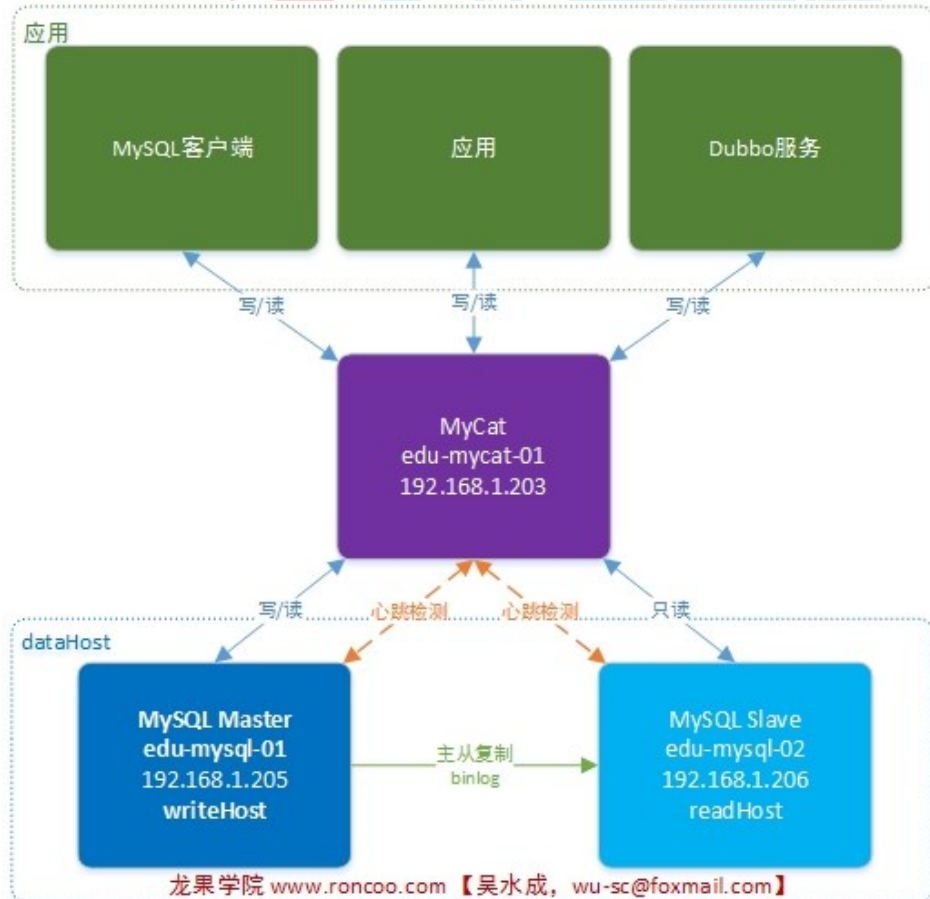 应用
MySQL客户端
应用
Dubbo服务
写/读
写/读
写/读
MyCat
edu-mycat-01
192.168.1.203
写/读
心跳检测
心跳检测
只读
dataHost
MySQL Master
edu-mysql-01
192.168.1.205
writeHost
主从复制
binlog
MySQL Slave
edu-mysql-02
192.168.1.206
readHost
龙果学院 www.roncoo.com【吴水成，wu-sc@foxmail.com】